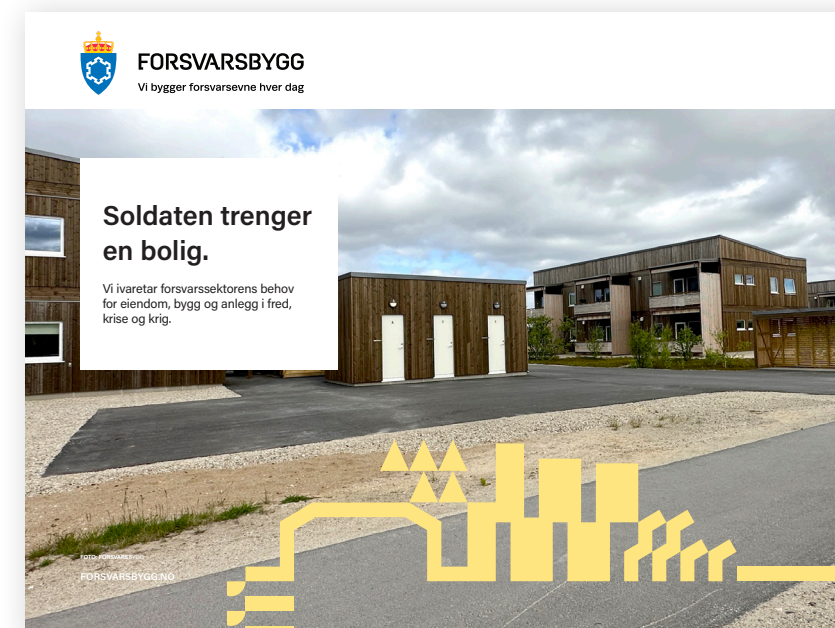 FORSVARSBYGG
Vi bygger forsvarsevne hver dag
Soldaten trenger
en bolig.
Vi ivaretar forsvarssektorens behov
for eiendom, bygg og anlegg i fred,
krise og krig.
FOTO: FORSVARSBYGG
FORSVARSBYGG.NO